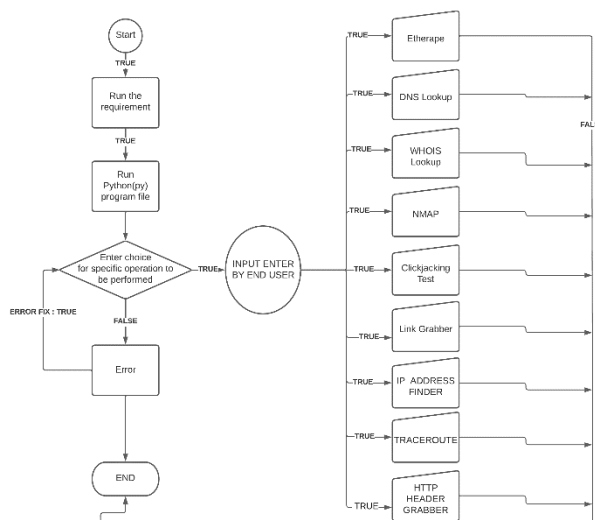 Start
TRUE
Run the
requirement
TRUE
Run
Python(py)
program file
Enter choice
for specific operation to
be performed
TRUE
INPUT ENTER
BY END USER
ERROR FIX : TRUE
FALSE
Error
END
TRUE
Etherape
TRUE
DNS Lookup
TRUE
WHOIS
Lookup
TRUE
NMAP
TRUE
Clickjacking
Test
TRUE
Link Grabber
TRUE
IP ADDRESS
FINDER
TRUE
TRACEROUTE
TRUE
HTTP
HEADER
GRABBER